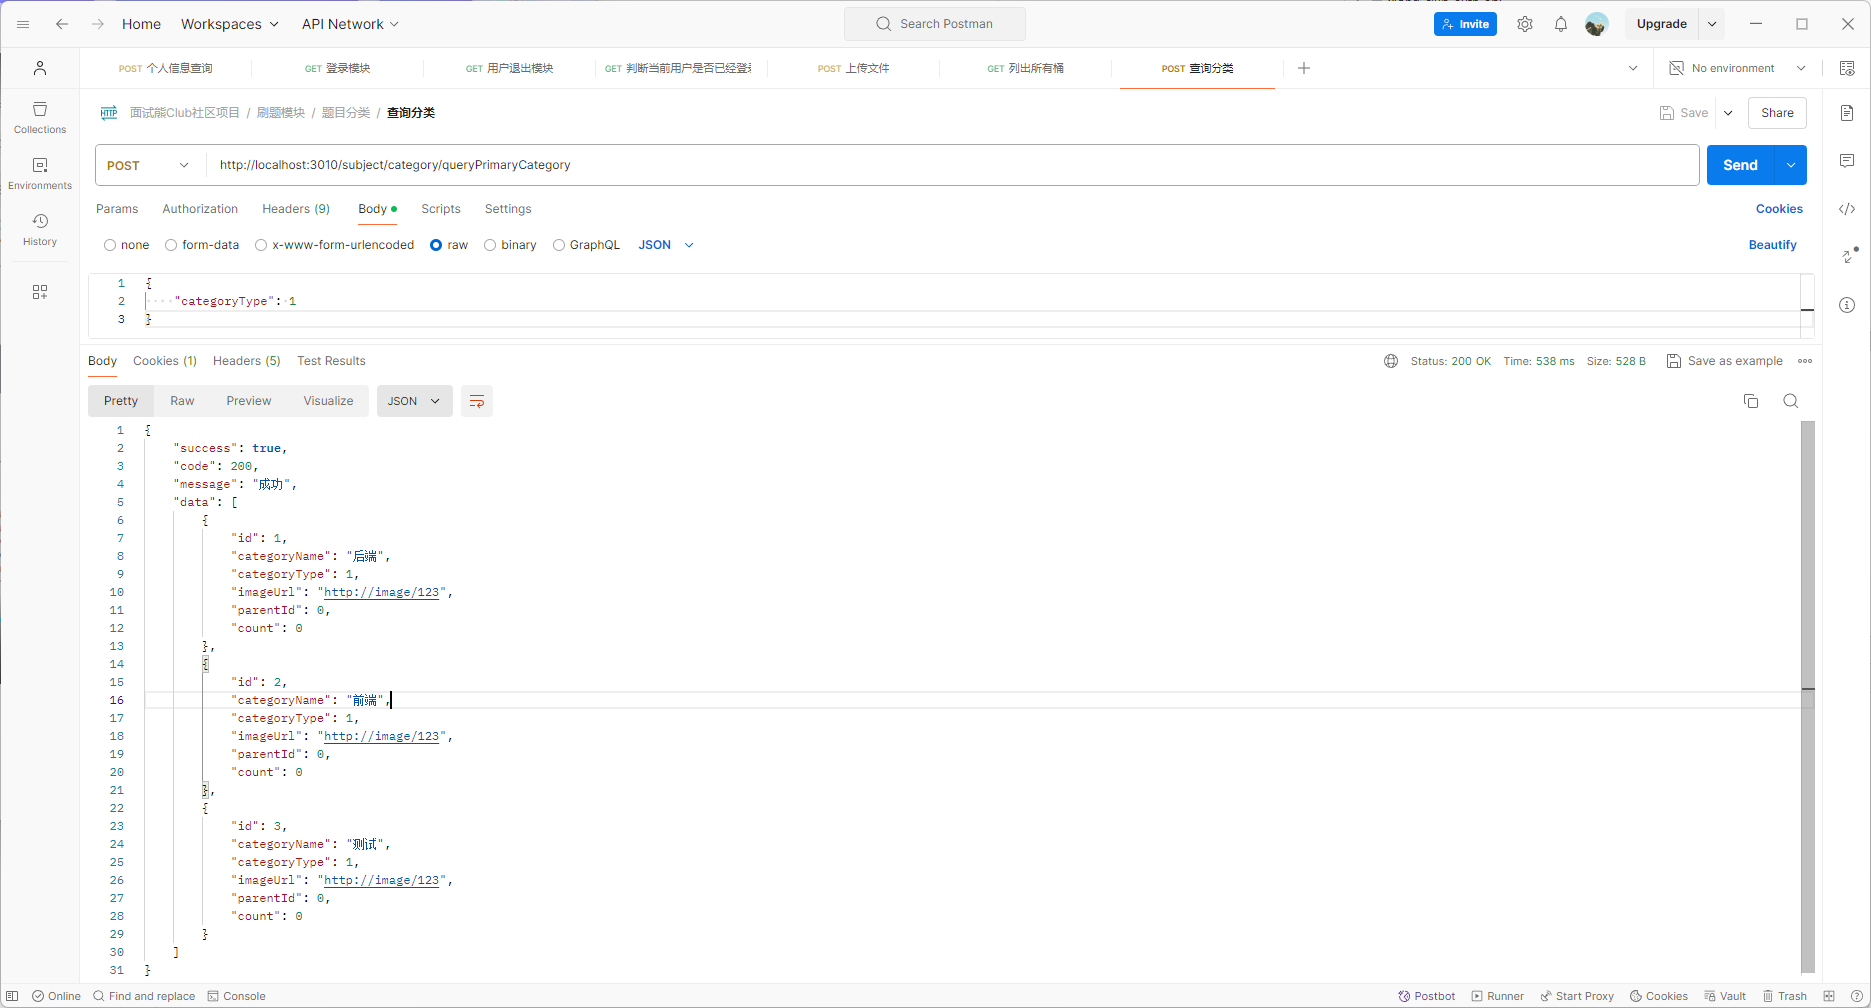 Home Workspaces API Network Search Postman Invite Upgrade
POST 个人信息查询 GET 登录模块 GET 用户退出模块 GET 判断当前用户是否已经登录 POST 上传文件 GET 列出所有桶 POST 查询分类 No environment
HTTP 面试熊Club社区项目 / 刷题模块 / 题目分类 / 查询分类 Save Share
Collections
POST http://localhost:3010/subject/category/queryPrimaryCategory Send
Environments
Params Authorization Headers (9) Body Scripts Settings Cookies
History
none form-data x-www-form-urlencoded raw binary GraphQL JSON Beautify
1 {
2 "categoryType": 1
3 }
Body Cookies (1) Headers (5) Test Results Status: 200 OK Time: 538 ms Size: 528 B Save as example
Pretty Raw Preview Visualize JSON
1 {
2 "success": true,
3 "code": 200,
4 "message": "成功",
5 "data": [
6 {
7 "id": 1,
8 "categoryName": "后端",
9 "categoryType": 1,
10 "imageUrl": "http://image/123",
11 "parentId": 0,
12 "count": 0
13 },
14 {
15 "id": 2,
16 "categoryName": "前端",
17 "categoryType": 1,
18 "imageUrl": "http://image/123",
19 "parentId": 0,
20 "count": 0
21 },
22 {
23 "id": 3,
24 "categoryName": "测试",
25 "categoryType": 1,
26 "imageUrl": "http://image/123",
27 "parentId": 0,
28 "count": 0
29 }
30 ]
31 }
Online Find and replace Console Postbot Runner Start Proxy Cookies Vault Trash